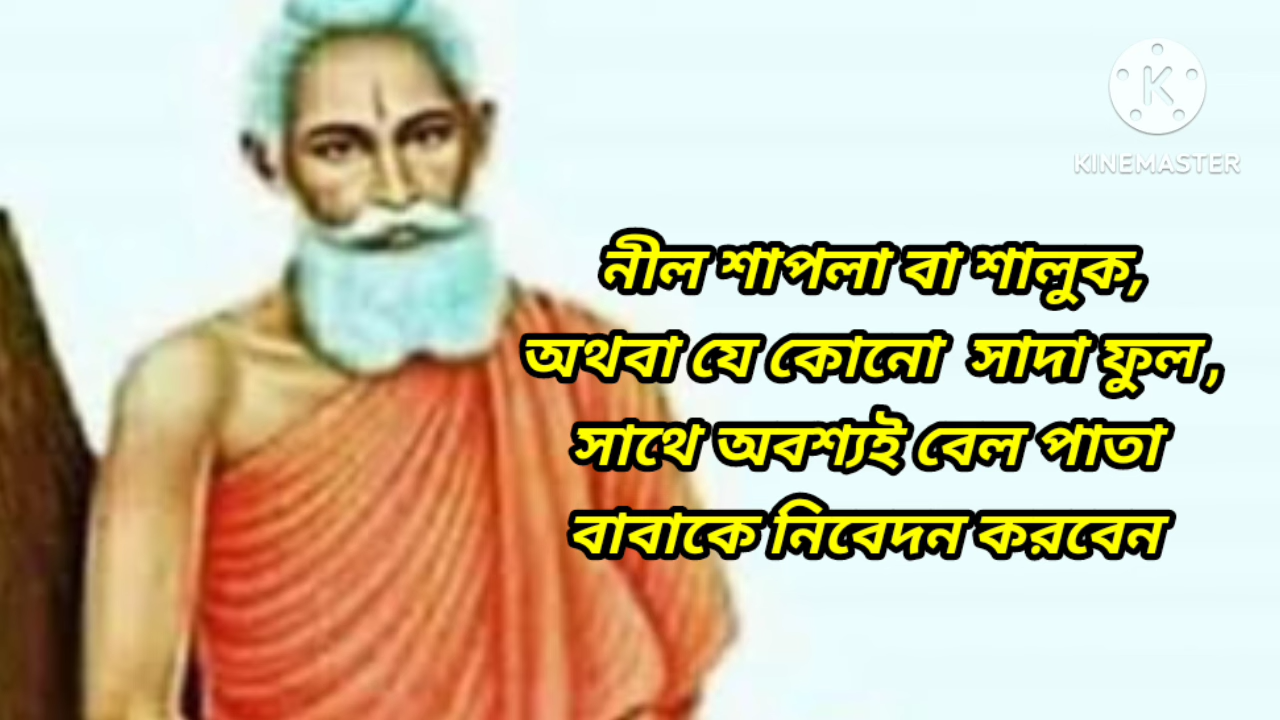 KINEMASTER
নীল শাপলা বা শালুক,
অথবা যে কোনো সাদা ফুল,
সাথে অবশ্যই বেল পাতা
বাবাকে নিবেদন করবেন